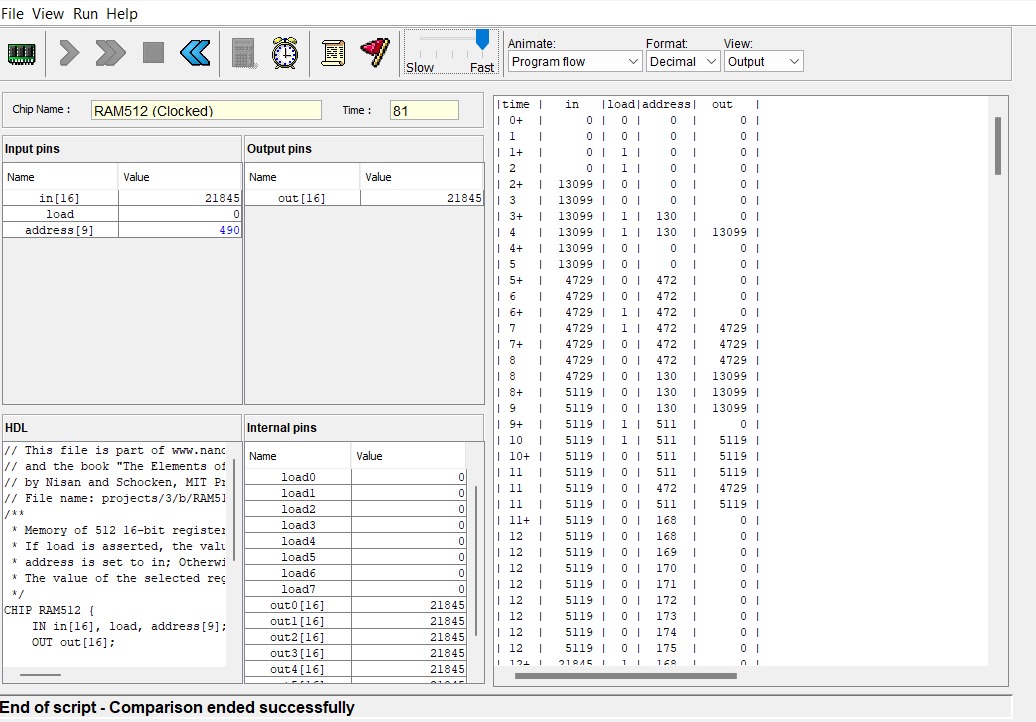 File View Run Help
Slow Fast
Animate: Format: View:
Program flow Decimal Output
Chip Name : RAM512 (Clocked) Time : 81
Input pins
Name Value
in[16] 21845
load 0
address[9] 490
Output pins
Name Value
out[16] 21845
HDL
// This file is part of www.nanc
// and the book "The Elements of
// by Nisan and Schocken, MIT Pr
// File name: projects/3/b/RAM51
/**
* Memory of 512 16-bit register
* If load is asserted, the valu
* address is set to in; Otherwi
* The value of the selected reg
*/
CHIP RAM512 {
IN in[16], load, address[9];
OUT out[16];
Internal pins
Name Value
load0 0
load1 0
load2 0
load3 0
load4 0
load5 0
load6 0
load7 0
out0[16] 21845
out1[16] 21845
out2[16] 21845
out3[16] 21845
out4[16] 21845
|time | in |load|address| out |
| 0+ | 0 | 0 | 0 | 0 |
| 1 | 0 | 0 | 0 | 0 |
| 1+ | 0 | 1 | 0 | 0 |
| 2 | 0 | 1 | 0 | 0 |
| 2+ | 13099 | 0 | 0 | 0 |
| 3 | 13099 | 0 | 0 | 0 |
| 3+ | 13099 | 1 | 130 | 0 |
| 4 | 13099 | 1 | 130 | 13099 |
| 4+ | 13099 | 0 | 0 | 0 |
| 5 | 13099 | 0 | 0 | 0 |
| 5+ | 4729 | 0 | 472 | 0 |
| 6 | 4729 | 0 | 472 | 0 |
| 6+ | 4729 | 1 | 472 | 0 |
| 7 | 4729 | 1 | 472 | 4729 |
| 7+ | 4729 | 0 | 472 | 4729 |
| 8 | 4729 | 0 | 472 | 4729 |
| 8 | 4729 | 0 | 130 | 13099 |
| 8+ | 5119 | 0 | 130 | 13099 |
| 9 | 5119 | 0 | 130 | 13099 |
| 9+ | 5119 | 1 | 511 | 0 |
| 10 | 5119 | 1 | 511 | 5119 |
| 10+ | 5119 | 0 | 511 | 5119 |
| 11 | 5119 | 0 | 511 | 5119 |
| 11 | 5119 | 0 | 472 | 4729 |
| 11 | 5119 | 0 | 511 | 5119 |
| 11+ | 5119 | 0 | 168 | 0 |
| 12 | 5119 | 0 | 168 | 0 |
| 12 | 5119 | 0 | 169 | 0 |
| 12 | 5119 | 0 | 170 | 0 |
| 12 | 5119 | 0 | 171 | 0 |
| 12 | 5119 | 0 | 172 | 0 |
| 12 | 5119 | 0 | 173 | 0 |
| 12 | 5119 | 0 | 174 | 0 |
| 12 | 5119 | 0 | 175 | 0 |
| 12+ | 21845 | 1 | 168 | 0 |
End of script - Comparison ended successfully